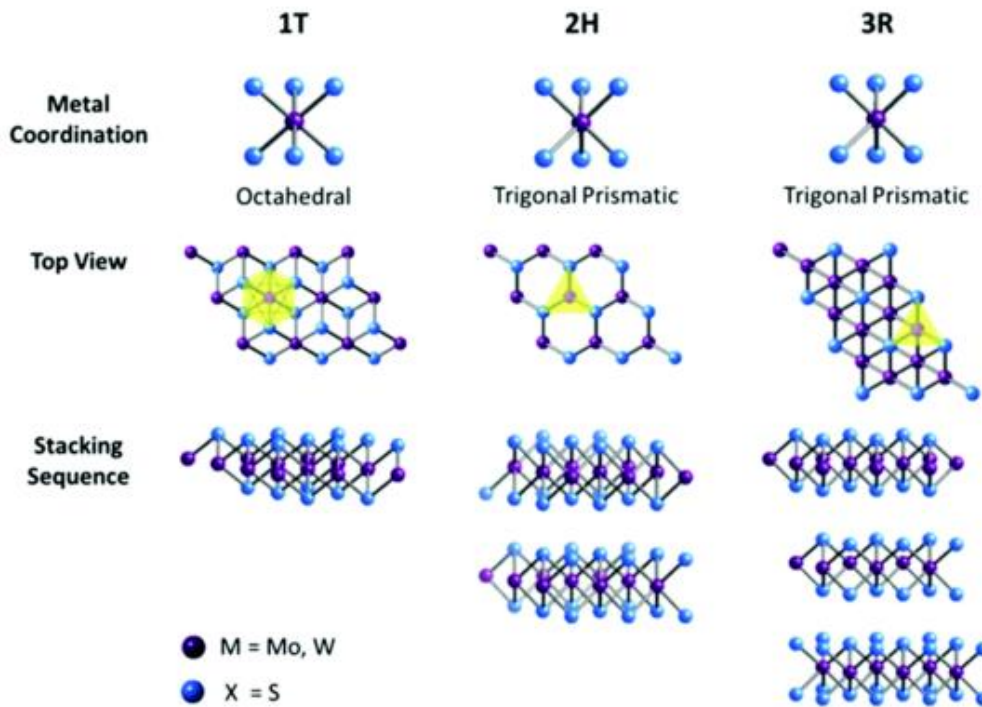 1T 2H 3R
Metal
Coordination
Octahedral Trigonal Prismatic Trigonal Prismatic
Top View
Stacking
Sequence
M = Mo, W
X = S